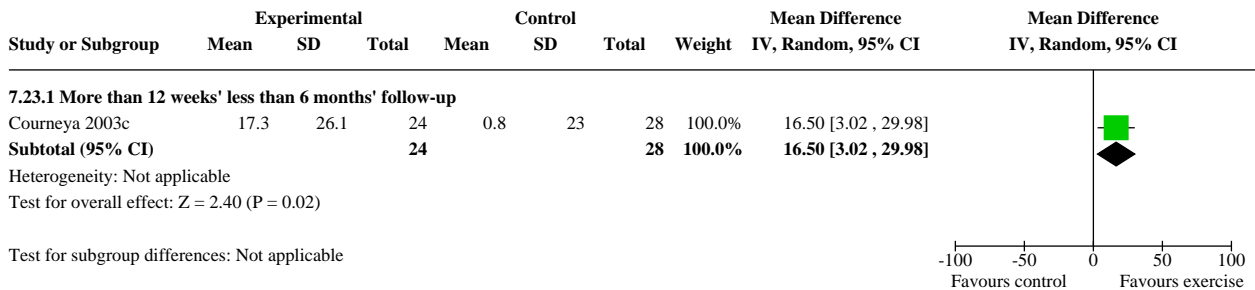 Experimental Control Mean Difference Mean Difference
Study or Subgroup Mean SD Total Mean SD Total Weight IV, Random, 95% CI IV, Random, 95% CI
7.23.1 More than 12 weeks' less than 6 months' follow-up
Courneya 2003c 17.3 26.1 24 0.8 23 28 100.0% 16.50 [3.02 , 29.98]
Subtotal (95% CI) 24 28 100.0% 16.50 [3.02 , 29.98]
Heterogeneity: Not applicable
Test for overall effect: Z = 2.40 (P = 0.02)
Test for subgroup differences: Not applicable
-100 -50 0 50 100
Favours control Favours exercise